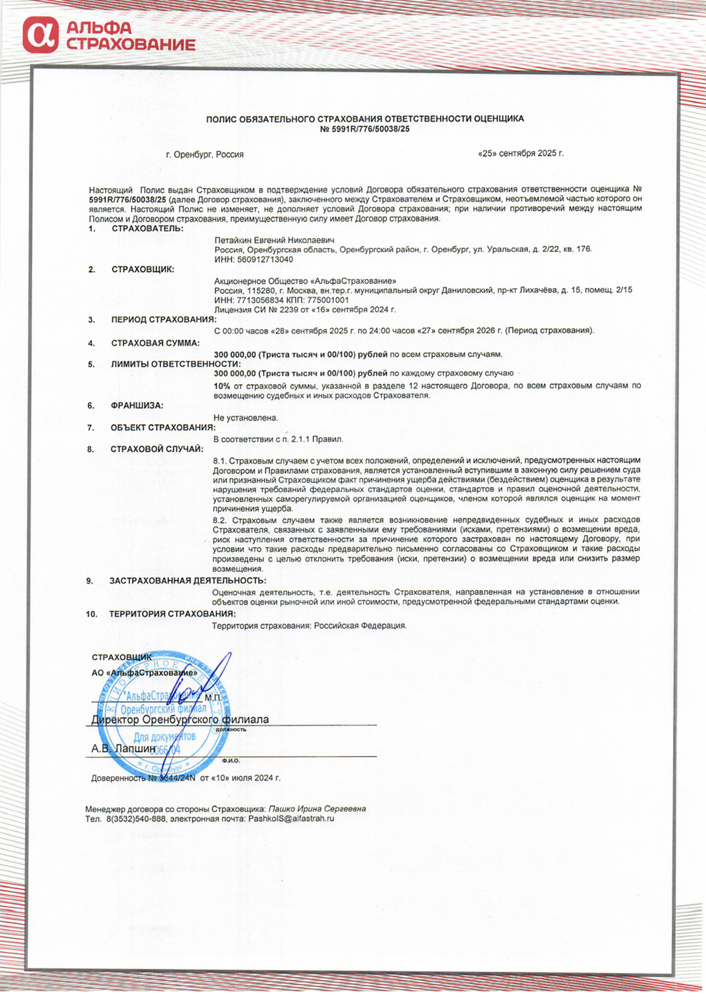 АЛЬФА
СТРАХОВАНИЕ
ПОЛИС ОБЯЗАТЕЛЬНОГО СТРАХОВАНИЯ ОТВЕТСТВЕННОСТИ ОЦЕНЩИКА
№ 5991R/776/50038/25
г. Оренбург, Россия «25» сентября 2025 г.
Настоящий Полис выдан Страховщиком в подтверждение условий Договора обязательного страхования ответственности оценщика №
5991R/776/50038/25 (далее Договор страхования), заключенного между Страхователем и Страховщиком, неотъемлемой частью которого он
является. Настоящий Полис не изменяет, не дополняет условий Договора страхования; при наличии противоречий между настоящим
Полисом и Договором страхования, преимущественную силу имеет Договор страхования.
1. СТРАХОВАТЕЛЬ:
Петайкин Евгений Николаевич
Россия, Оренбургская область, Оренбургский район, г. Оренбург, ул. Уральская, д. 2/22, кв. 176.
ИНН: 560912713040
2. СТРАХОВЩИК:
Акционерное Общество «АльфаСтрахование»
Россия, 115280, г. Москва, вн.тер.г. муниципальный округ Даниловский, пр-кт Лихачёва, д. 15, помещ. 2/15
ИНН: 7713056834 КПП: 775001001
Лицензия СИ № 2239 от «16» сентября 2024 г.
3. ПЕРИОД СТРАХОВАНИЯ:
С 00:00 часов «28» сентября 2025 г. по 24:00 часов «27» сентября 2026 г. (Период страхования).
4. СТРАХОВАЯ СУММА:
300 000,00 (Триста тысяч и 00/100) рублей по всем страховым случаям.
5. ЛИМИТЫ ОТВЕТСТВЕННОСТИ:
300 000,00 (Триста тысяч и 00/100) рублей по каждому страховому случаю
10% от страховой суммы, указанной в разделе 12 настоящего Договора, по всем страховым случаям по
возмещению судебных и иных расходов Страхователя.
6. ФРАНШИЗА:
Не установлена.
7. ОБЪЕКТ СТРАХОВАНИЯ:
В соответствии с п. 2.1.1 Правил.
8. СТРАХОВОЙ СЛУЧАЙ:
8.1. Страховым случаем с учетом всех положений, определений и исключений, предусмотренных настоящим
Договором и Правилами страхования, является установленный вступившим в законную силу решением суда
или признанный Страховщиком факт причинения ущерба действиями (бездействием) оценщика в результате
нарушения требований федеральных стандартов оценки, стандартов и правил оценочной деятельности,
установленных саморегулируемой организацией оценщиков, членом которой являлся оценщик на момент
причинения ущерба.
8.2. Страховым случаем также является возникновение непредвиденных судебных и иных расходов
Страхователя, связанных с заявленными ему требованиями (исками, претензиями) о возмещении вреда,
риск наступления ответственности за причинение которого застрахован по настоящему Договору, при
условии что такие расходы предварительно письменно согласованы со Страховщиком и такие расходы
произведены с целью отклонить требования (иски, претензии) о возмещении вреда или снизить размер
возмещения.
9. ЗАСТРАХОВАННАЯ ДЕЯТЕЛЬНОСТЬ:
Оценочная деятельность, т.е. деятельность Страхователя, направленная на установление в отношении
объектов оценки рыночной или иной стоимости, предусмотренной федеральными стандартами оценки.
10. ТЕРРИТОРИЯ СТРАХОВАНИЯ:
Территория страхования: Российская Федерация.
СТРАХОВЩИК
АО «АльфаСтрахование»
"АльфаСтрахование"
М.П.
Оренбургский филиал
Директор Оренбургского филиала
должность
Для документов
А.В. Лапшин
0066/04
Ф.И.О.
г. Оренбург
Доверенность № 3844/24N от «10» июля 2024 г.
Менеджер договора со стороны Страховщика: Пашко Ирина Сергеевна
Тел. 8(3532)540-888, электронная почта: PashkoIS@alfastrah.ru